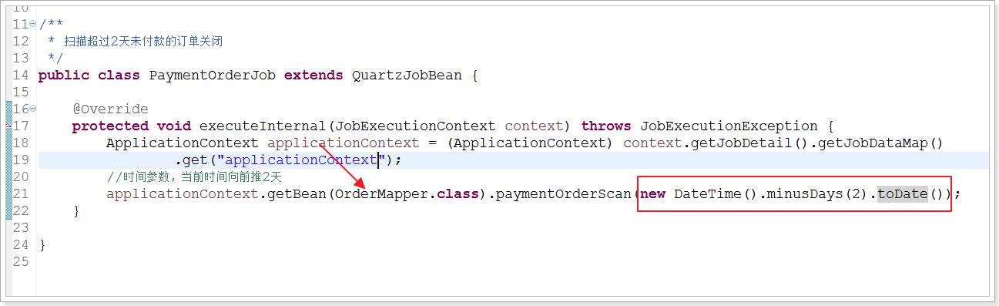 10
11 /**
12  * 扫描超过2天未付款的订单关闭
13  */
14 public class PaymentOrderJob extends QuartzJobBean {
15
16     @Override
17     protected void executeInternal(JobExecutionContext context) throws JobExecutionException {
18         ApplicationContext applicationContext = (ApplicationContext) context.getJobDetail().getJobDataMap()
19                 .get("applicationContext");
20         //时间参数，当前时间向前推2天
21         applicationContext.getBean(OrderMapper.class).paymentOrderScan(new DateTime().minusDays(2).toDate());
22     }
23
24 }
25